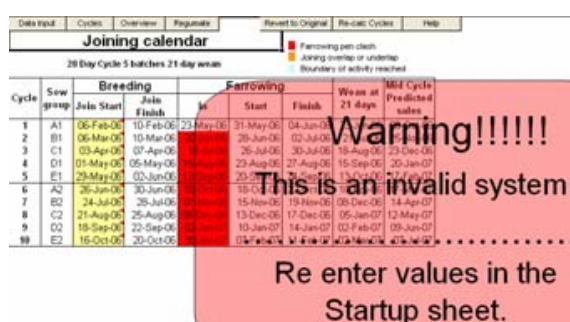 Data Input Cycles Overview Regumate Revert to Original Re-calc Cycles Help
Joining calendar
28 Day Cycle 5 batches 21 day wean
Farrowing pen clash
Joining overlap or underlap
Boundary of activity reached
Cycle Sow group Breeding Farrowing Wean at 21 days Mid Cycle Predicted sales
Join Start Join Finish In Start Finish
1 A1 06-Feb-06 10-Feb-06 23-May-06 31-May-06 04-Jun-06
2 B1 06-Mar-06 10-Mar-06 28-Jun-06 02-Jul-06
3 C1 03-Apr-06 07-Apr-06 26-Jul-06 30-Jul-06 18-Aug-06 23-Dec-06
4 D1 01-May-06 05-May-06 23-Aug-06 27-Aug-06 15-Sep-06 20-Jan-07
5 E1 29-May-06 02-Jun-06
6 A2 26-Jun-06 30-Jun-06
7 B2 24-Jul-06 28-Jul-06 15-Nov-06 19-Nov-06 08-Dec-06 14-Apr-07
8 C2 21-Aug-06 25-Aug-06 13-Dec-06 17-Dec-06 05-Jan-07 12-May-07
9 D2 18-Sep-06 22-Sep-06 10-Jan-07 14-Jan-07 02-Feb-07 09-Jun-07
10 E2 16-Oct-06 20-Oct-06
Warning!!!!!!
This is an invalid system
Re enter values in the
Startup sheet.